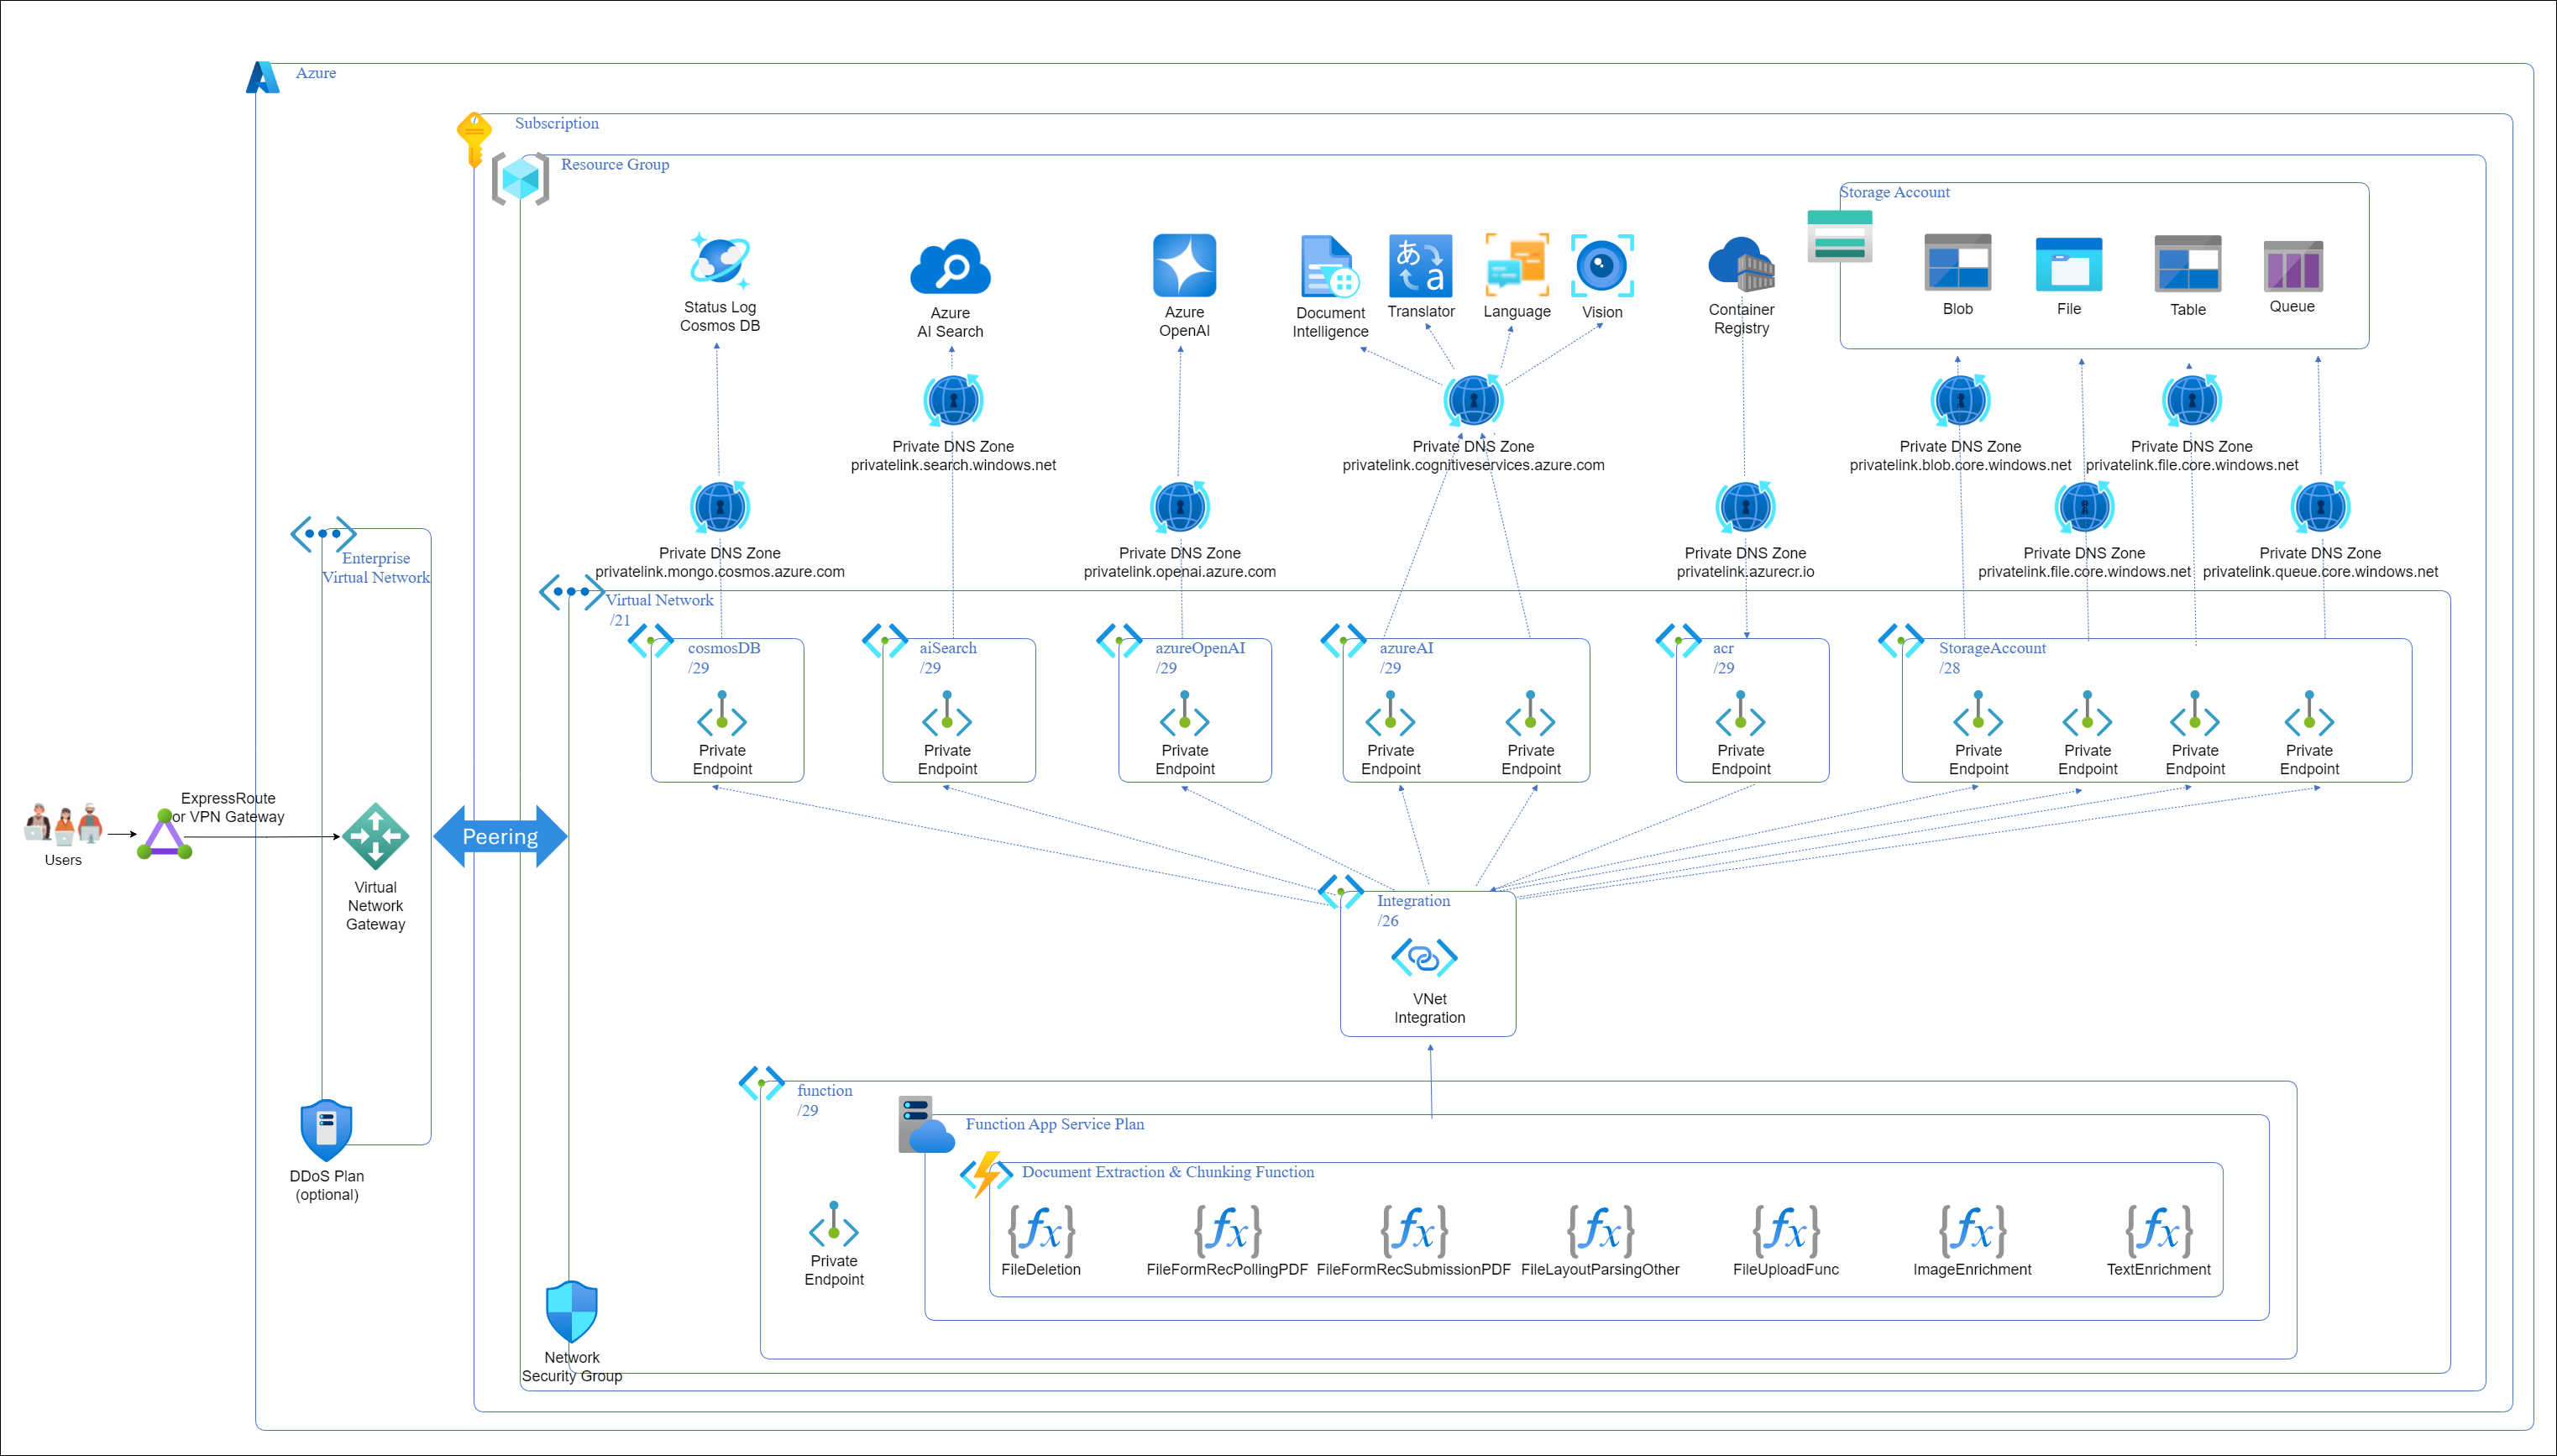 Azure
Subscription
Resource Group
Storage Account
Status Log
Cosmos DB
Azure
AI Search
Azure
OpenAI
Document
Intelligence
Translator
Language
Vision
Container
Registry
Blob
File
Table
Queue
Private DNS Zone
privatelink.search.windows.net
Private DNS Zone
privatelink.cognitiveservices.azure.com
Private DNS Zone
privatelink.blob.core.windows.net
Private DNS Zone
privatelink.file.core.windows.net
Private DNS Zone
privatelink.mongo.cosmos.azure.com
Private DNS Zone
privatelink.openai.azure.com
Private DNS Zone
privatelink.azurecr.io
Private DNS Zone
privatelink.file.core.windows.net
Private DNS Zone
privatelink.queue.core.windows.net
Enterprise
Virtual Network
Virtual Network
/21
cosmosDB
/29
Private
Endpoint
aiSearch
/29
Private
Endpoint
azureOpenAI
/29
Private
Endpoint
azureAI
/29
Private
Endpoint
Private
Endpoint
acr
/29
Private
Endpoint
StorageAccount
/28
Private
Endpoint
Private
Endpoint
Private
Endpoint
Private
Endpoint
Users
ExpressRoute
or VPN Gateway
Virtual
Network
Gateway
Peering
Integration
/26
VNet
Integration
DDoS Plan
(optional)
function
/29
Function App Service Plan
Document Extraction & Chunking Function
Private
Endpoint
FileDeletion
FileFormRecPollingPDF
FileFormRecSubmissionPDF
FileLayoutParsingOther
FileUploadFunc
ImageEnrichment
TextEnrichment
Network
Security Group